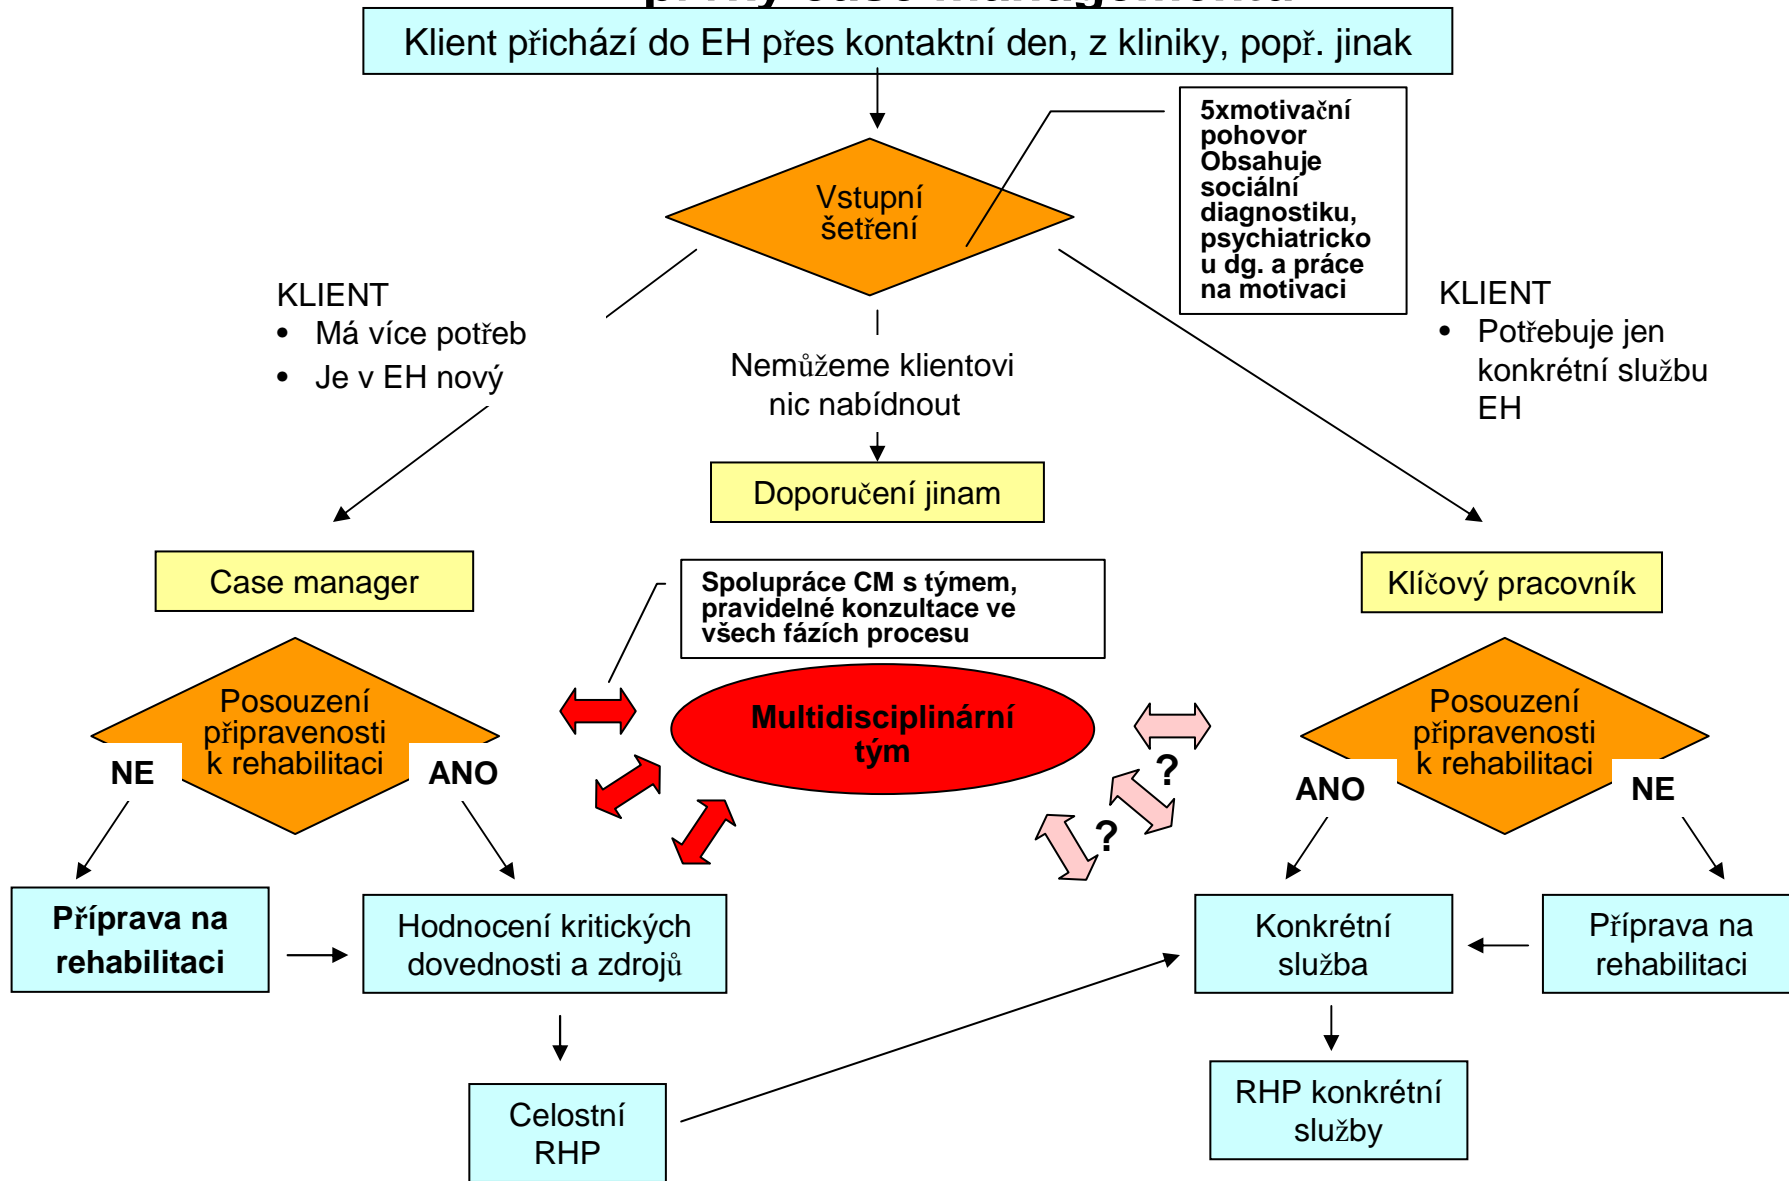 prvky case managementu
Klient přichází do EH přes kontaktní den, z kliniky, popř. jinak
5xmotivační
pohovor
Obsahuje
sociální
diagnostiku,
psychiatricko
u dg. a práce
na motivaci
Vstupní
šetření
KLIENT
• Má více potřeb
• Je v EH nový
Nemůžeme klientovi
nic nabídnout
KLIENT
• Potřebuje jen
konkrétní službu
EH
Doporučení jinam
Case manager
Spolupráce CM s týmem,
pravidelné konzultace ve
všech fázích procesu
Klíčový pracovník
Posouzení
připravenosti
k rehabilitaci
NE
ANO
Multidisciplinární
tým
?
?
Posouzení
připravenosti
k rehabilitaci
ANO
NE
Příprava na
rehabilitaci
Hodnocení kritických
dovednosti a zdrojů
Konkrétní
služba
Příprava na
rehabilitaci
Celostní
RHP
RHP konkrétní
služby